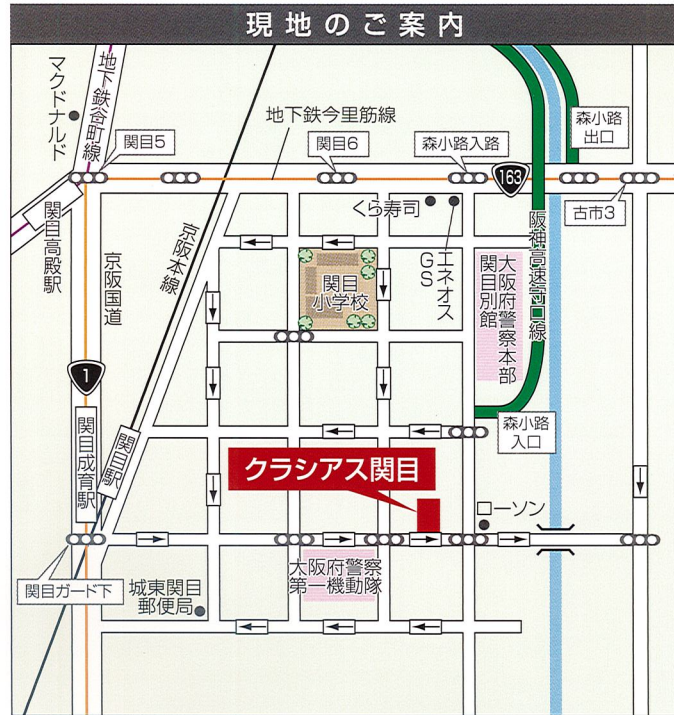 現地のご案内
マクドナルド
地下鉄谷町線
関目5
地下鉄今里筋線
関目6
森小路入路
森小路
出口
163
古市3
関目高殿駅
京阪国道
京阪本線
くら寿司
エネオス
GS
関目
小学校
大阪府警察本部
関目別館
阪神高速守口線
1
関目成育駅
関目駅
森小路
入口
クラシアス関目
ローソン
関目ガード下
城東関目
郵便局
大阪府警察
第一機動隊